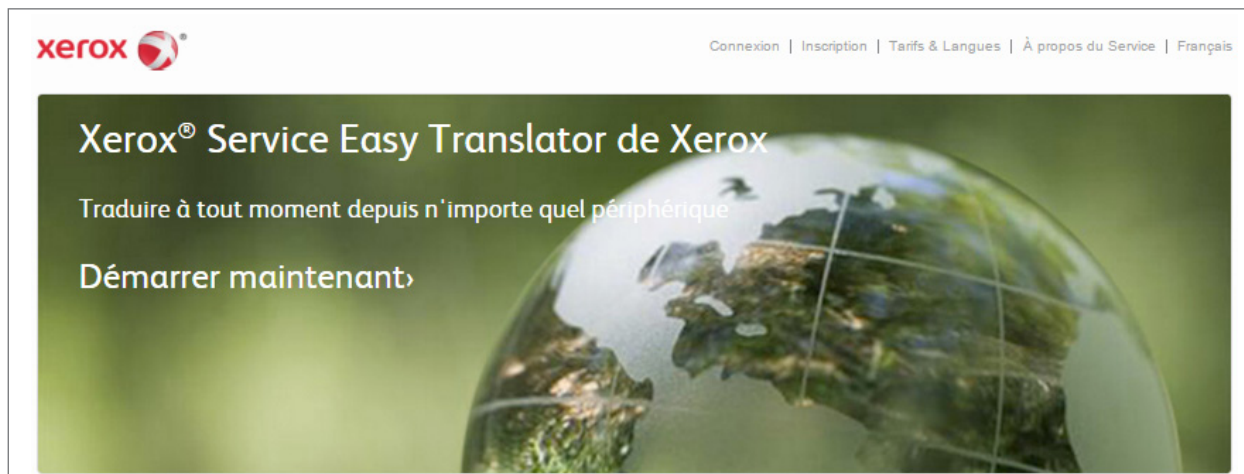 xerox
Connexion | Inscription | Tarifs & Langues | À propos du Service | Français
Xerox® Service Easy Translator de Xerox
Traduire à tout moment depuis n'importe quel périphérique
Démarrer maintenant›